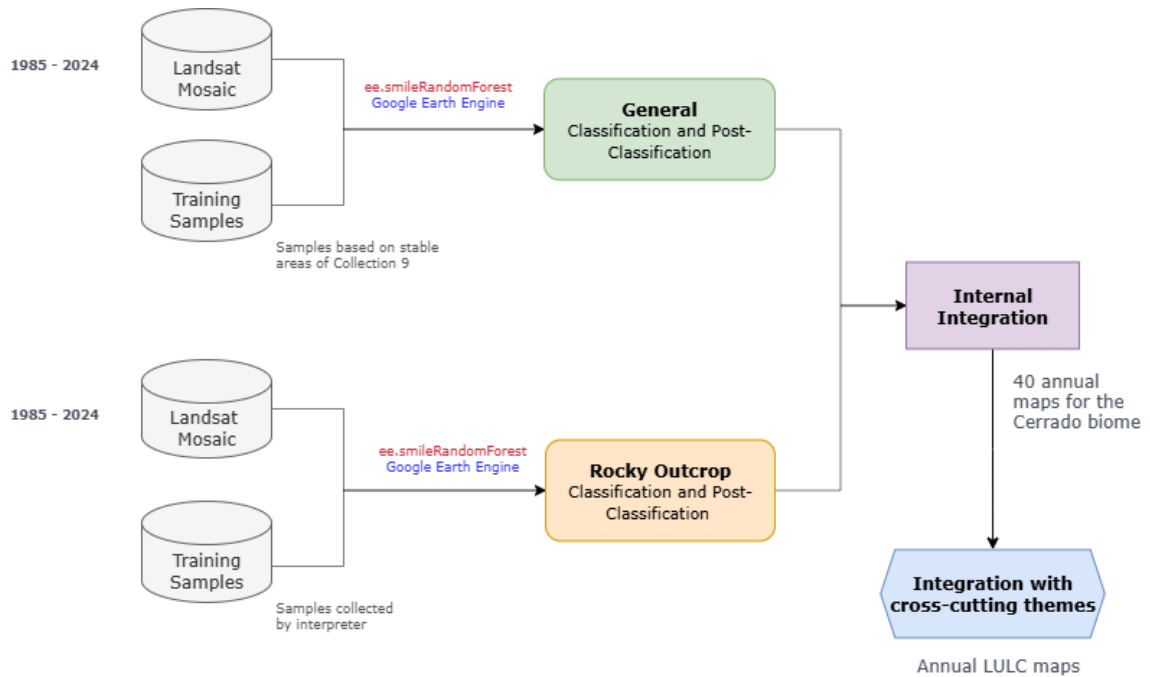 1985 - 2024
Landsat
Mosaic
Training
Samples
Samples based on stable
areas of Collection 9
ee.smileRandomForest
Google Earth Engine
General
Classification and Post-
Classification
1985 - 2024
Landsat
Mosaic
Training
Samples
Samples collected
by interpreter
ee.smileRandomForest
Google Earth Engine
Rocky Outcrop
Classification and Post-
Classification
Internal
Integration
40 annual
maps for the
Cerrado biome
Integration with
cross-cutting themes
Annual LULC maps